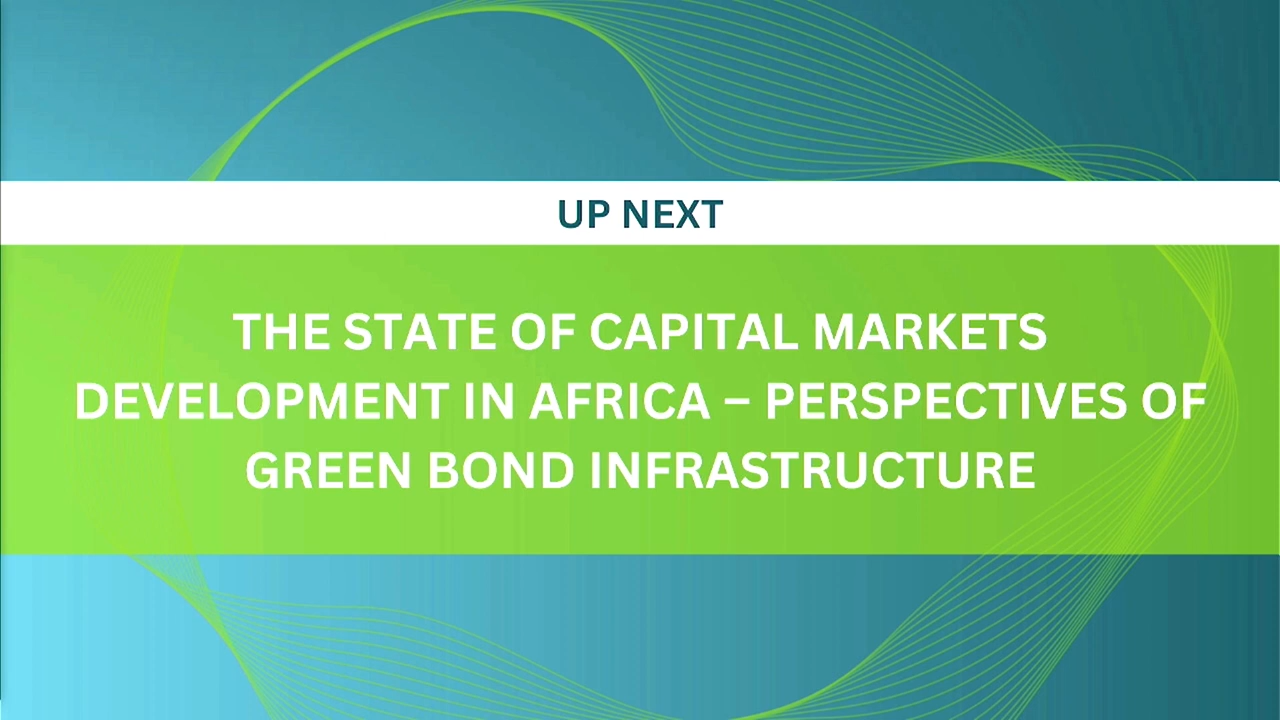 UP NEXT
THE STATE OF CAPITAL MARKETS
DEVELOPMENT IN AFRICA – PERSPECTIVES OF
GREEN BOND INFRASTRUCTURE